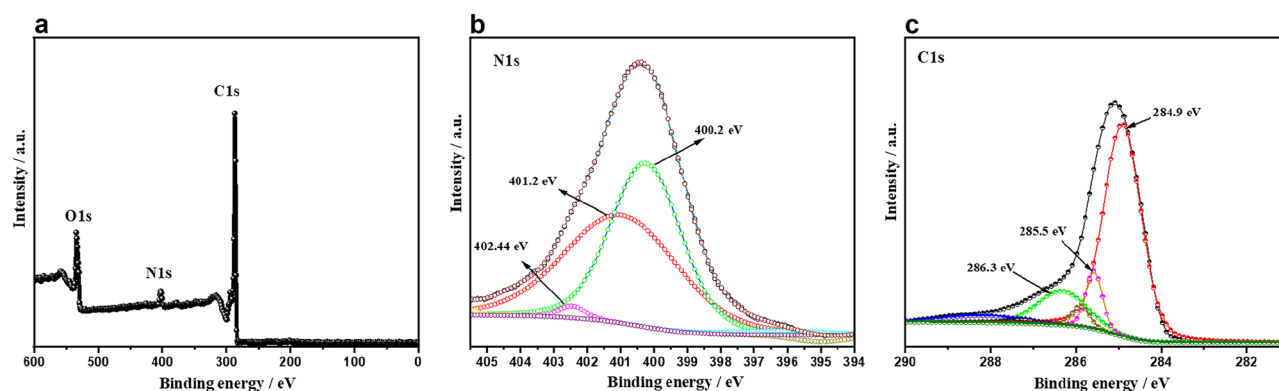 a
C1s
O1s
N1s
Intensity / a.u.
600 500 400 300 200 100 0
Binding energy / eV
b
N1s
400.2 eV
401.2 eV
402.44 eV
Intensity / a.u.
405 404 402 401 400 399 398 396 395 394
Binding energy / eV
c
C1s
284.9 eV
285.5 eV
286.3 eV
Intensity / a.u.
290 288 286 284 282
Binding energy / eV